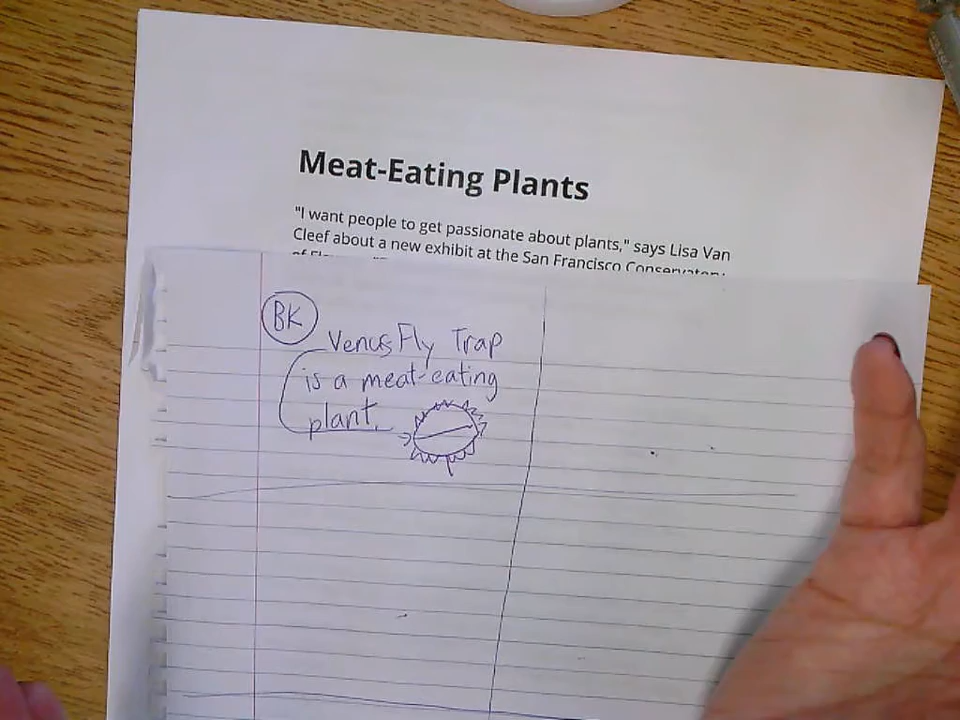 Meat-Eating Plants
"I want people to get passionate about plants," says Lisa Van
Cleef about a new exhibit at the San Francisco Conservatory
BK
Venus Fly Trap
is a meat-eating
plant.